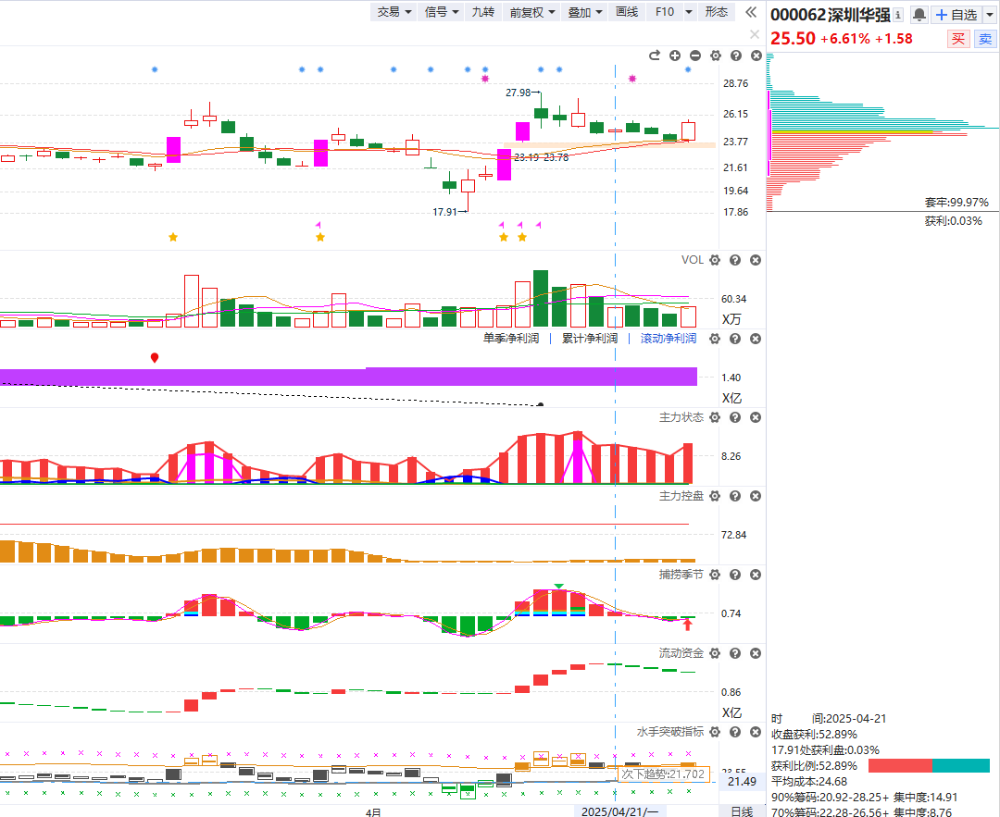 交易 信号 九转 前复权 叠加 画线 F10 形态
000062深圳华强 自选
25.50 +6.61% +1.58 买 卖
28.76
27.98
26.15
23.77
23.19-23.78
21.61
19.64
17.91
17.86
套牢:99.97%
获利:0.03%
VOL
60.34
X万
单季净利润 累计净利润 滚动净利润
1.40
X亿
主力状态
8.26
主力控盘
72.84
捕捞季节
0.74
流动资金
0.86
X亿
水手突破指标
23.55
次下趋势:21.702
21.49
4月
2025/04/21/一
日线
时 间:2025-04-21
收盘获利:52.89%
17.91处获利盘:0.03%
获利比例:52.89%
平均成本:24.68
90%筹码:20.92-28.25+ 集中度:14.91
70%筹码:22.28-26.56+ 集中度:8.76